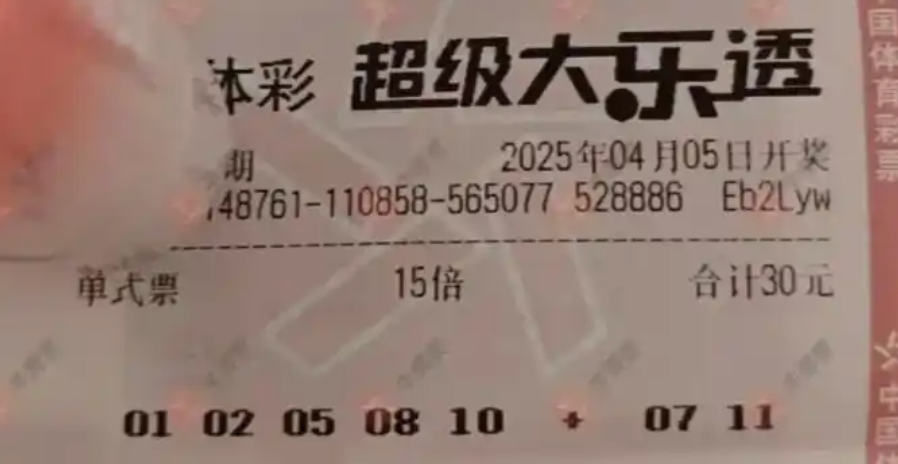 体彩 超级大乐透
期 2025年04月05日开奖
48761-110858-565077 528886 Eb2Lyw
单式票 15倍 合计30元
01 02 05 08 10 + 07 11
中国体育彩票
中国